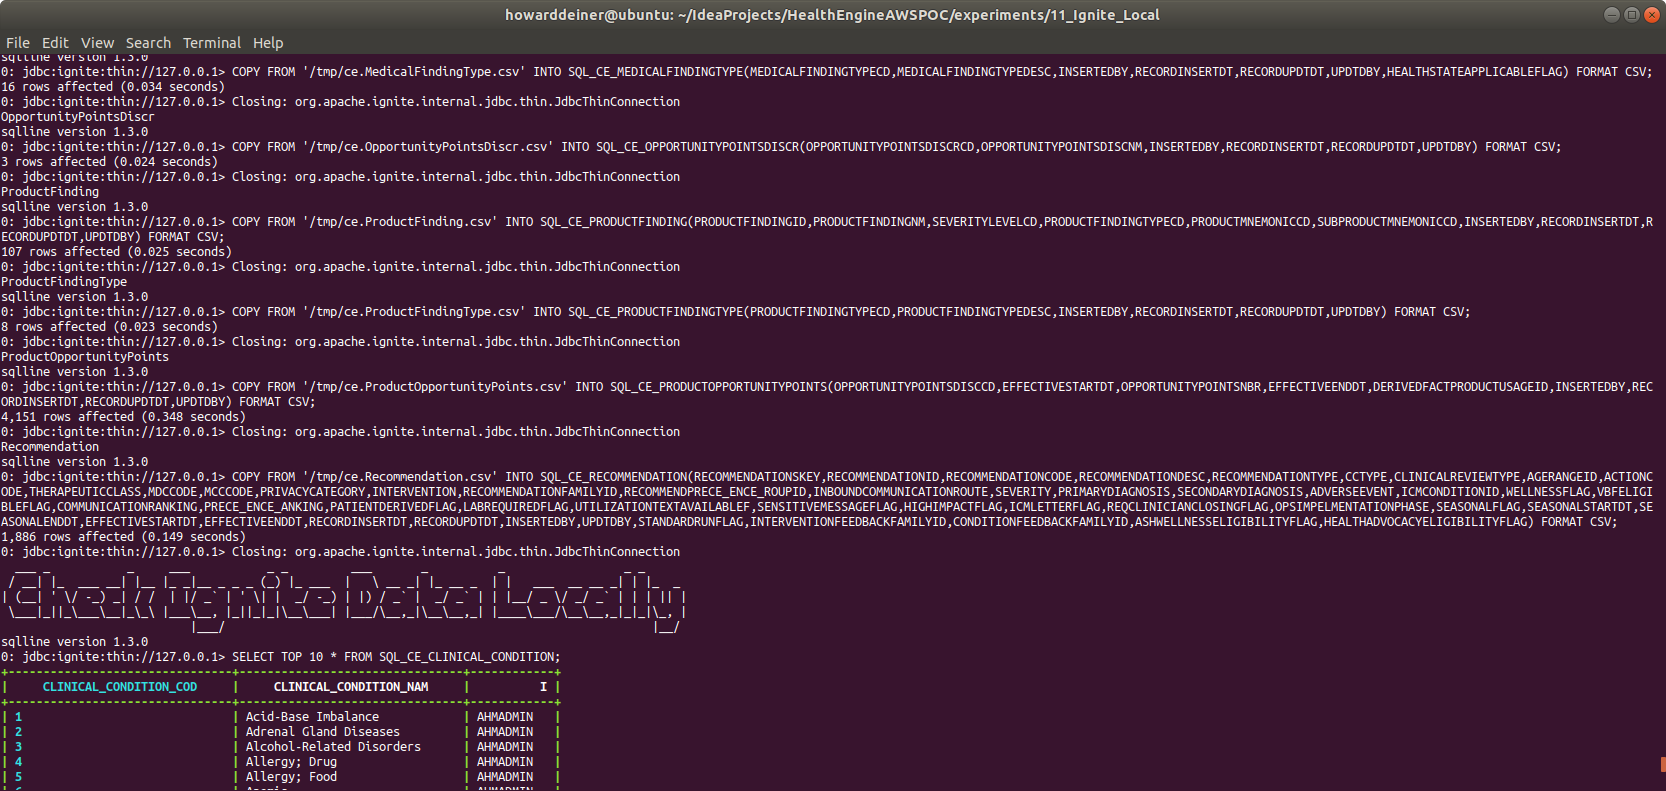 howarddeiner@ubuntu: ~/IdeaProjects/HealthEngineAWSPOC/experiments/11_Ignite_Local
File Edit View Search Terminal Help
sqlline version 1.3.0
0: jdbc:ignite:thin://127.0.0.1> COPY FROM '/tmp/ce.MedicalFindingType.csv' INTO SQL_CE_MEDICALFINDINGTYPE(MEDICALFINDINGTYPECD,MEDICALFINDINGTYPEDESC,INSERTEDBY,RECORDINSERTDT,RECORDUPDTDT,UPDTDBY,HEALTHSTATEAPPLICABLEFLAG) FORMAT CSV;
16 rows affected (0.034 seconds)
0: jdbc:ignite:thin://127.0.0.1> Closing: org.apache.ignite.internal.jdbc.thin.JdbcThinConnection
OpportunityPointsDiscr
sqlline version 1.3.0
0: jdbc:ignite:thin://127.0.0.1> COPY FROM '/tmp/ce.OpportunityPointsDiscr.csv' INTO SQL_CE_OPPORTUNITYPOINTSDISCR(OPPORTUNITYPOINTSDISCRCD,OPPORTUNITYPOINTSDISCNM,INSERTEDBY,RECORDINSERTDT,RECORDUPDTDT,UPDTDBY) FORMAT CSV;
3 rows affected (0.024 seconds)
0: jdbc:ignite:thin://127.0.0.1> Closing: org.apache.ignite.internal.jdbc.thin.JdbcThinConnection
ProductFinding
sqlline version 1.3.0
0: jdbc:ignite:thin://127.0.0.1> COPY FROM '/tmp/ce.ProductFinding.csv' INTO SQL_CE_PRODUCTFINDING(PRODUCTFINDINGID,PRODUCTFINDINGNM,SEVERITYLEVELCD,PRODUCTFINDINGTYPECD,PRODUCTMNEMONICCD,SUBPRODUCTMNEMONICCD,INSERTEDBY,RECORDINSERTDT,R
ECORDUPDTDT,UPDTDBY) FORMAT CSV;
107 rows affected (0.025 seconds)
0: jdbc:ignite:thin://127.0.0.1> Closing: org.apache.ignite.internal.jdbc.thin.JdbcThinConnection
ProductFindingType
sqlline version 1.3.0
0: jdbc:ignite:thin://127.0.0.1> COPY FROM '/tmp/ce.ProductFindingType.csv' INTO SQL_CE_PRODUCTFINDINGTYPE(PRODUCTFINDINGTYPECD,PRODUCTFINDINGTYPEDESC,INSERTEDBY,RECORDINSERTDT,RECORDUPDTDT,UPDTDBY) FORMAT CSV;
8 rows affected (0.023 seconds)
0: jdbc:ignite:thin://127.0.0.1> Closing: org.apache.ignite.internal.jdbc.thin.JdbcThinConnection
ProductOpportunityPoints
sqlline version 1.3.0
0: jdbc:ignite:thin://127.0.0.1> COPY FROM '/tmp/ce.ProductOpportunityPoints.csv' INTO SQL_CE_PRODUCTOPPORTUNITYPOINTS(OPPORTUNITYPOINTSDISCCD,EFFECTIVESTARTDT,OPPORTUNITYPOINTSNBR,EFFECTIVEENDDT,DERIVEDFACTPRODUCTUSAGEID,INSERTEDBY,REC
ORDINSERTDT,RECORDUPDTDT,UPDTDBY) FORMAT CSV;
4,151 rows affected (0.348 seconds)
0: jdbc:ignite:thin://127.0.0.1> Closing: org.apache.ignite.internal.jdbc.thin.JdbcThinConnection
Recommendation
sqlline version 1.3.0
0: jdbc:ignite:thin://127.0.0.1> COPY FROM '/tmp/ce.Recommendation.csv' INTO SQL_CE_RECOMMENDATION(RECOMMENDATIONSKEY,RECOMMENDATIONID,RECOMMENDATIONCODE,RECOMMENDATIONDESC,RECOMMENDATIONTYPE,CCTYPE,CLINICALREVIEWTYPE,AGERANGEID,ACTIONC
ODE,THERAPEUTICCLASS,MDCCODE,MCCCODE,PRIVACYCATEGORY,INTERVENTION,RECOMMENDATIONFAMILYID,RECOMMENDPRECE_ENCE_ROUPID,INBOUNDCOMMUNICATIONROUTE,SEVERITY,PRIMARYDIAGNOSIS,SECONDARYDIAGNOSIS,ADVERSEEVENT,ICMCONDITIONID,WELLNESSFLAG,VBFELIGI
BLEFLAG,COMMUNICATIONRANKING,PRECE_ENCE_ANKING,PATIENTDERIVEDFLAG,LABREQUIREDFLAG,UTILIZATIONTEXTAVAILABLEF,SENSITIVEMESSAGEFLAG,HIGHIMPACTFLAG,ICMLETTERFLAG,REQCLINICIANCLOSINGFLAG,OPSIMPELMENTATIONPHASE,SEASONALFLAG,SEASONALSTARTDT,SE
ASONALENDDT,EFFECTIVESTARTDT,EFFECTIVEENDDT,RECORDINSERTDT,RECORDUPDTDT,INSERTEDBY,UPDTDBY,STANDARDRUNFLAG,INTERVENTIONFEEDBACKFAMILYID,CONDITIONFEEDBACKFAMILYID,ASHWELLNESSELIGIBILITYFLAG,HEALTHADVOCACYELIGIBILITYFLAG) FORMAT CSV;
1,886 rows affected (0.149 seconds)
0: jdbc:ignite:thin://127.0.0.1> Closing: org.apache.ignite.internal.jdbc.thin.JdbcThinConnection
Check Ignite Data Locally
sqlline version 1.3.0
0: jdbc:ignite:thin://127.0.0.1> SELECT TOP 10 * FROM SQL_CE_CLINICAL_CONDITION;
CLINICAL_CONDITION_COD | CLINICAL_CONDITION_NAM | I |
| 1 | Acid-Base Imbalance | AHMADMIN |
| 2 | Adrenal Gland Diseases | AHMADMIN |
| 3 | Alcohol-Related Disorders | AHMADMIN |
| 4 | Allergy; Drug | AHMADMIN |
| 5 | Allergy; Food | AHMADMIN |